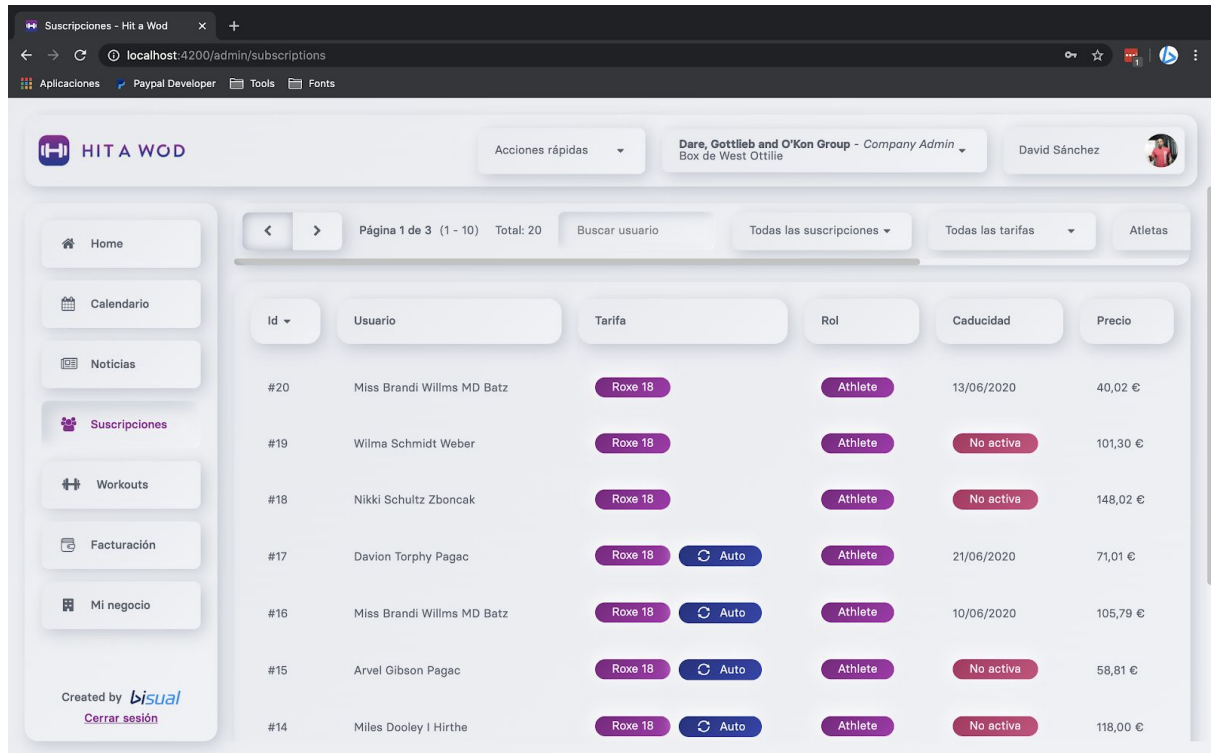 Suscripciones - Hit a Wod
localhost:4200/admin/subscriptions
1
Aplicaciones Paypal Developer Tools Fonts
HIT A WOD
Acciones rápidas
Dare, Gottlieb and O'Kon Group - Company Admin
Box de West Ottilie
David Sánchez
Home
Calendario
Noticias
Suscripciones
Workouts
Facturación
Mi negocio
Created by bisual
Cerrar sesión
Página 1 de 3 (1 - 10) Total: 20 Buscar usuario Todas las suscripciones Todas las tarifas Atletas
Id Usuario Tarifa Rol Caducidad Precio
#20 Miss Brandi Willms MD Batz Roxe 18 Athlete 13/06/2020 40,02 €
#19 Wilma Schmidt Weber Roxe 18 Athlete No activa 101,30 €
#18 Nikki Schultz Zboncak Roxe 18 Athlete No activa 148,02 €
#17 Davion Torphy Pagac Roxe 18 Auto Athlete 21/06/2020 71,01 €
#16 Miss Brandi Willms MD Batz Roxe 18 Auto Athlete 10/06/2020 105,79 €
#15 Arvel Gibson Pagac Roxe 18 Auto Athlete No activa 58,81 €
#14 Miles Dooley I Hirthe Roxe 18 Auto Athlete No activa 118,00 €